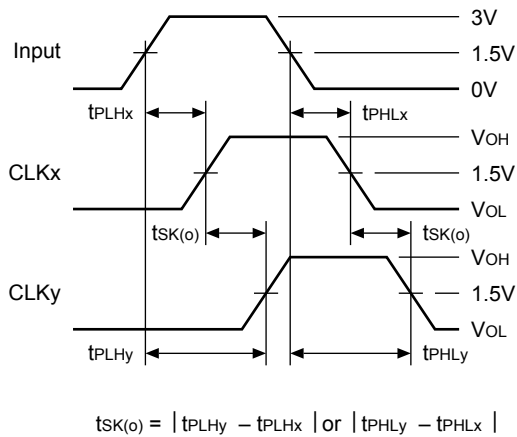 3V
Input
1.5V
0V
tPLHx
tPHLx
VOH
CLKx
1.5V
VOL
tSK(o)
tSK(o)
VOH
CLKy
1.5V
VOL
tPLHy
tPHLy
tSK(o) = | tPLHy – tPLHx | or | tPHLy – tPHLx |